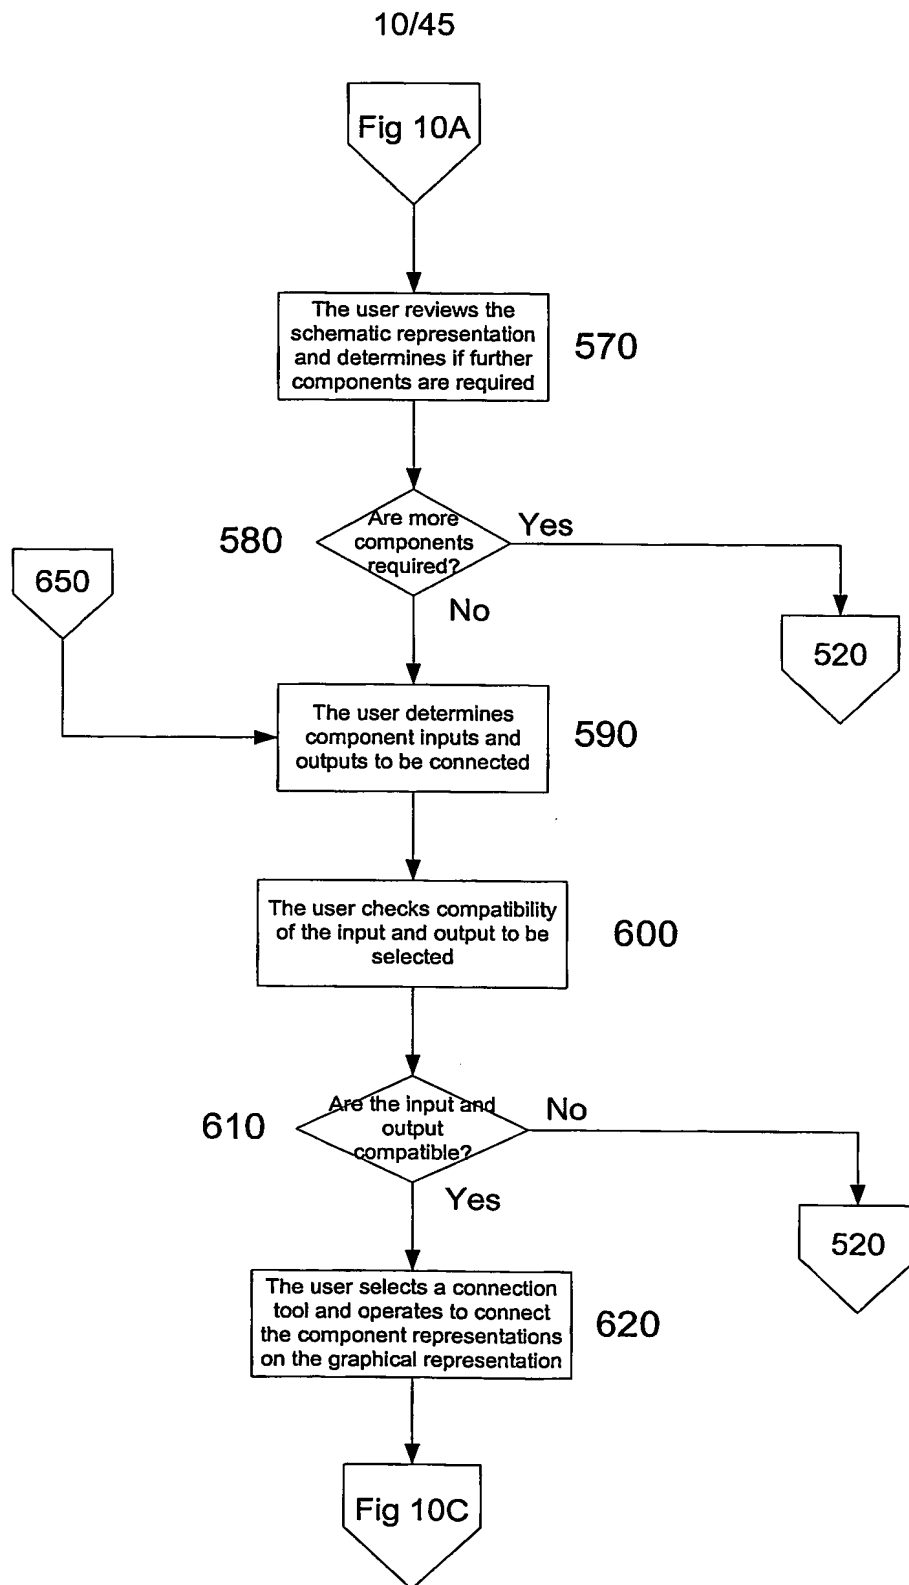 10/45
Fig 10A
The user reviews the
schematic representation
and determines if further
components are required
570
Are more
components
required?
580
Yes
No
650
520
The user determines
component inputs and
outputs to be connected
590
The user checks compatibility
of the input and output to be
selected
600
Are the input and
output
compatible?
610
No
Yes
520
The user selects a connection
tool and operates to connect
the component representations
on the graphical representation
620
Fig 10C